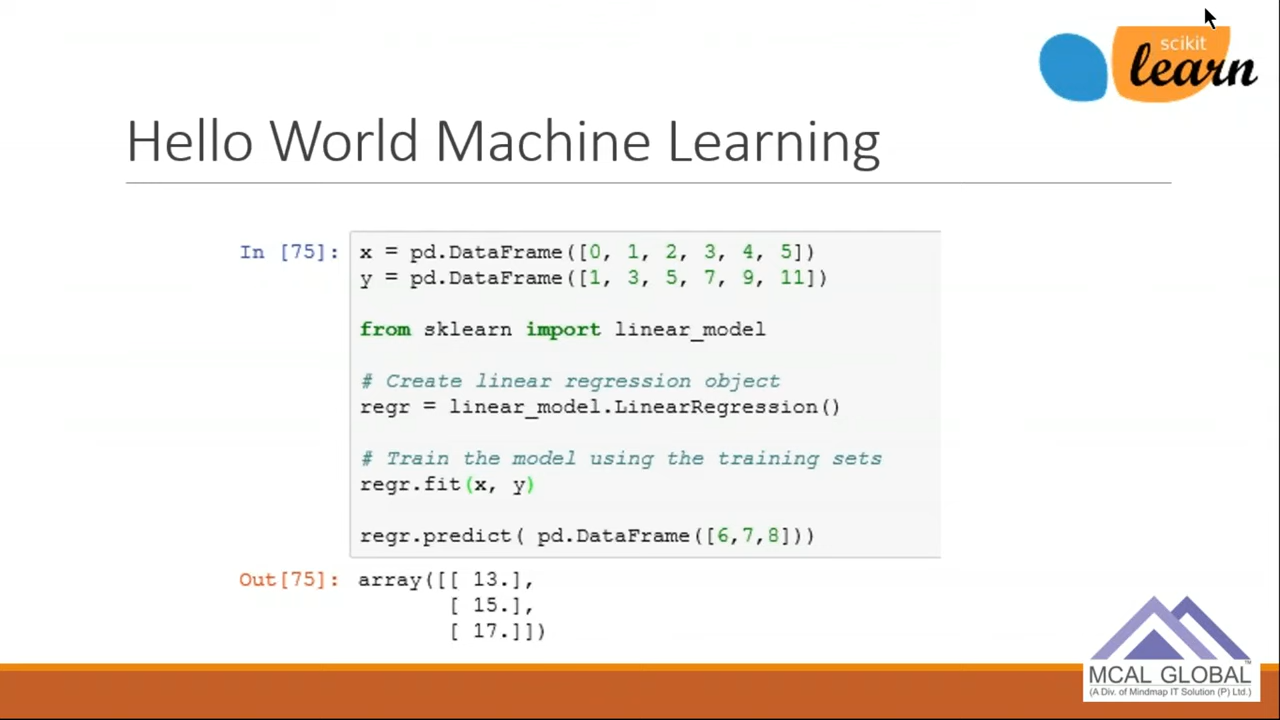 scikit
learn
Hello World Machine Learning
In [75]: x = pd.DataFrame([0, 1, 2, 3, 4, 5])
y = pd.DataFrame([1, 3, 5, 7, 9, 11])
from sklearn import linear_model
# Create linear regression object
regr = linear_model.LinearRegression()
# Train the model using the training sets
regr.fit(x, y)
regr.predict( pd.DataFrame([6,7,8]))
Out[75]: array([[ 13.],
[ 15.],
[ 17.]])
MCAL GLOBAL™
(A Div. of Mindmap IT Solution (P) Ltd.)